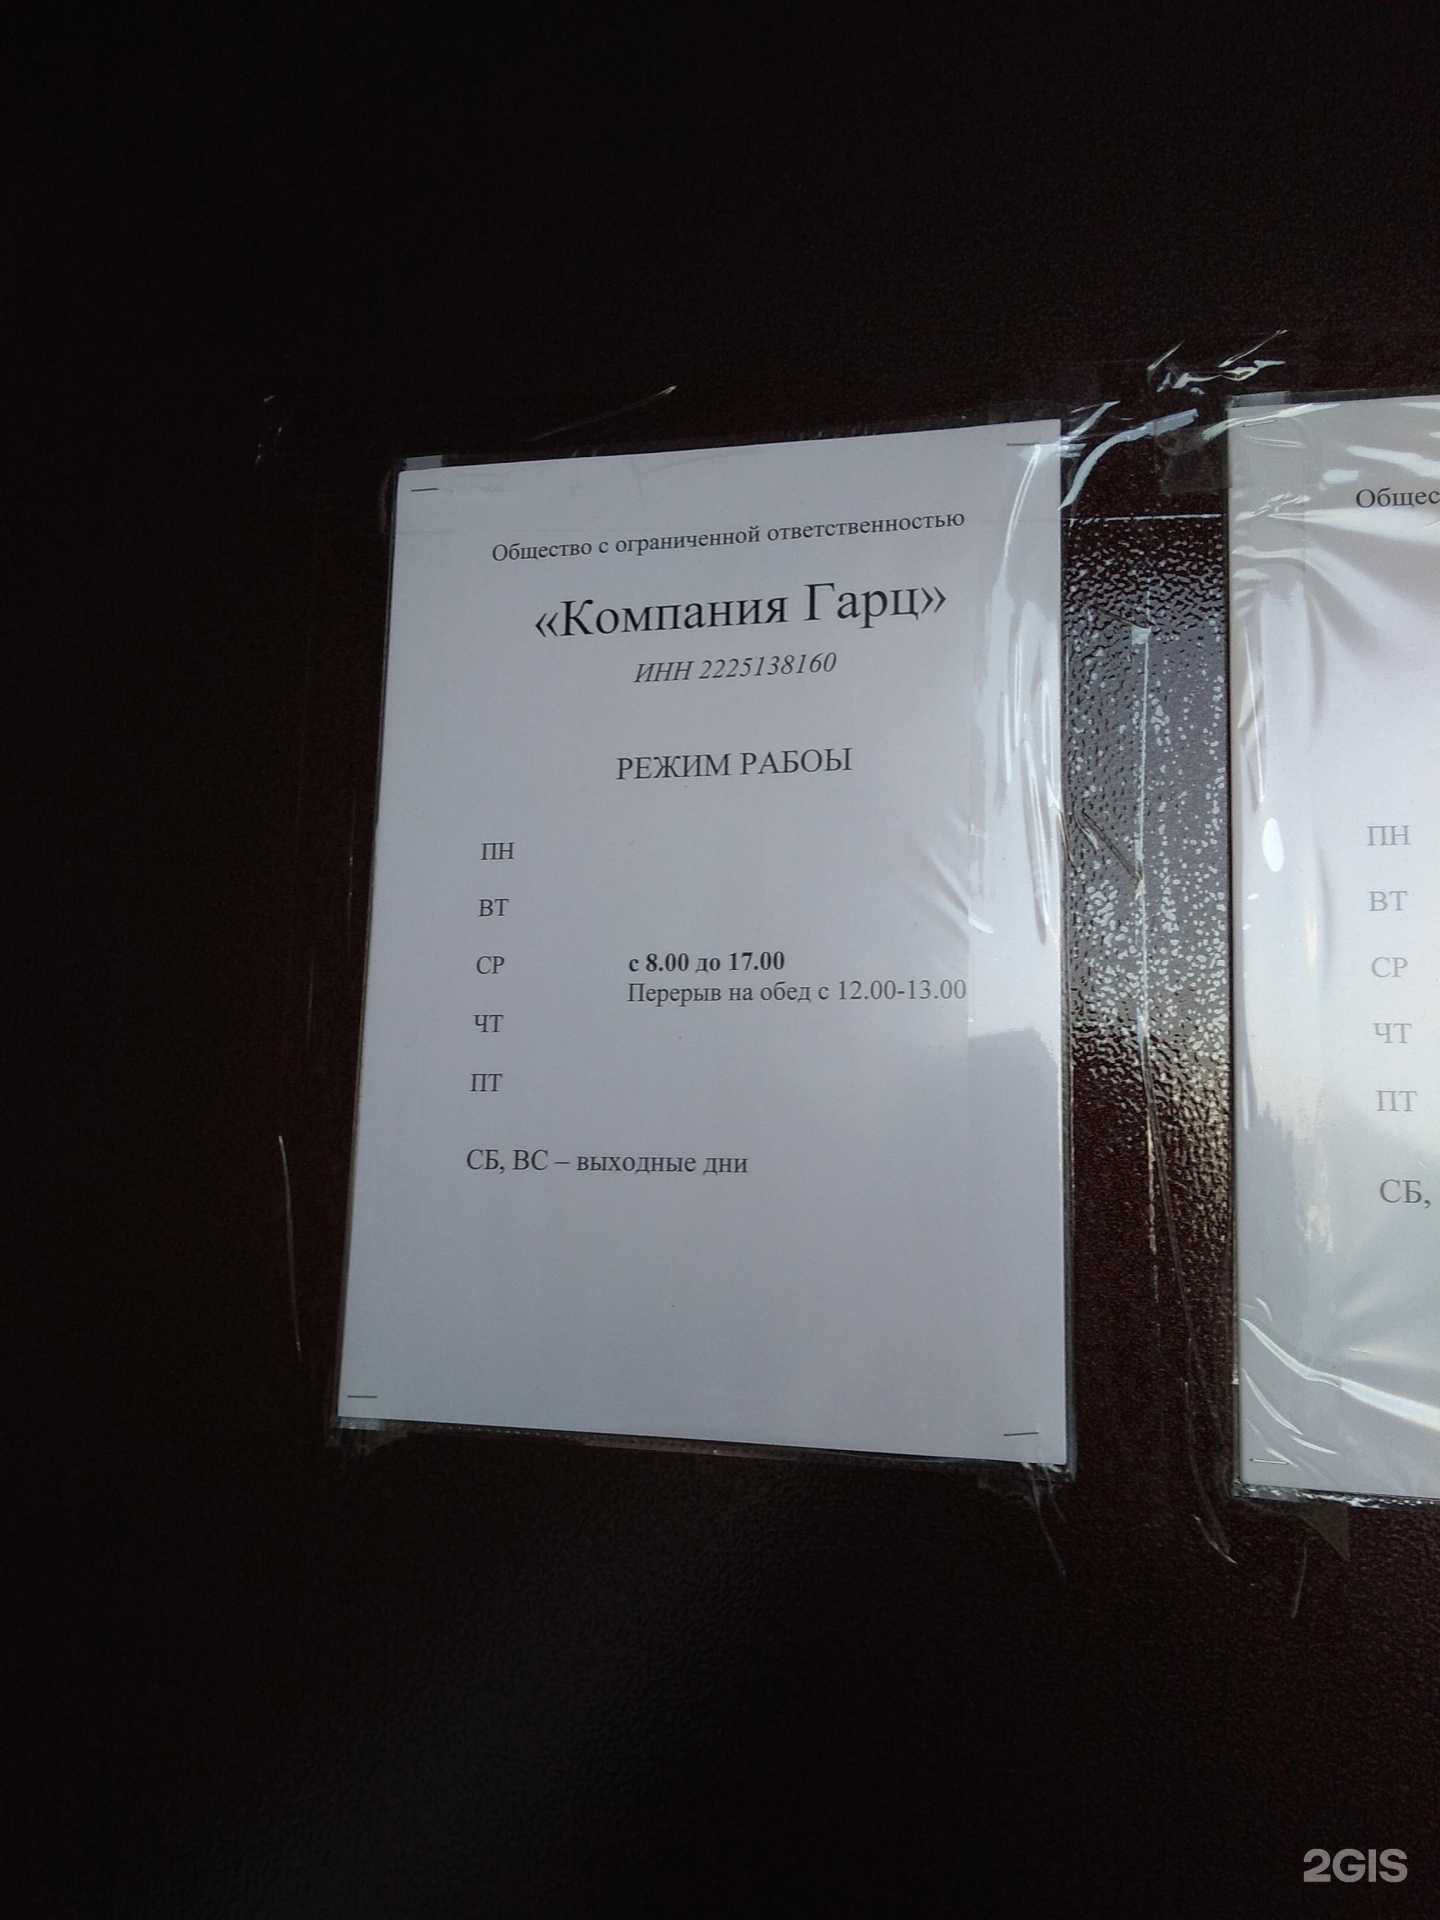 Общество с ограниченной ответственностью
«Компания Гарц»
ИНН 2225138160
РЕЖИМ РАБОЫ
ПН
ВТ
СР с 8.00 до 17.00
Перерыв на обед с 12.00-13.00
ЧТ
ПТ
СБ, ВС – выходные дни
Общес
ПН
ВТ
СР
ЧТ
ПТ
СБ,
2GIS